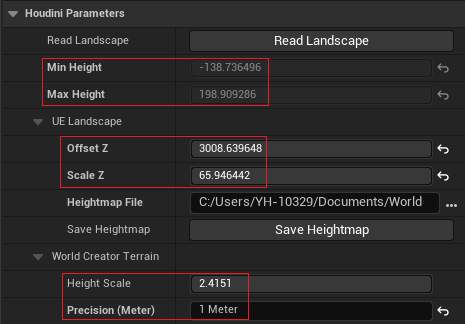 Houdini Parameters
Read Landscape Read Landscape
Min Height -138.736496
Max Height 198.909286
UE Landscape
Offset Z 3008.639648
Scale Z 65.946442
Heightmap File C:/Users/YH-10329/Documents/World ...
Save Heightmap Save Heightmap
World Creator Terrain
Height Scale 2.4151
Precision (Meter) 1 Meter